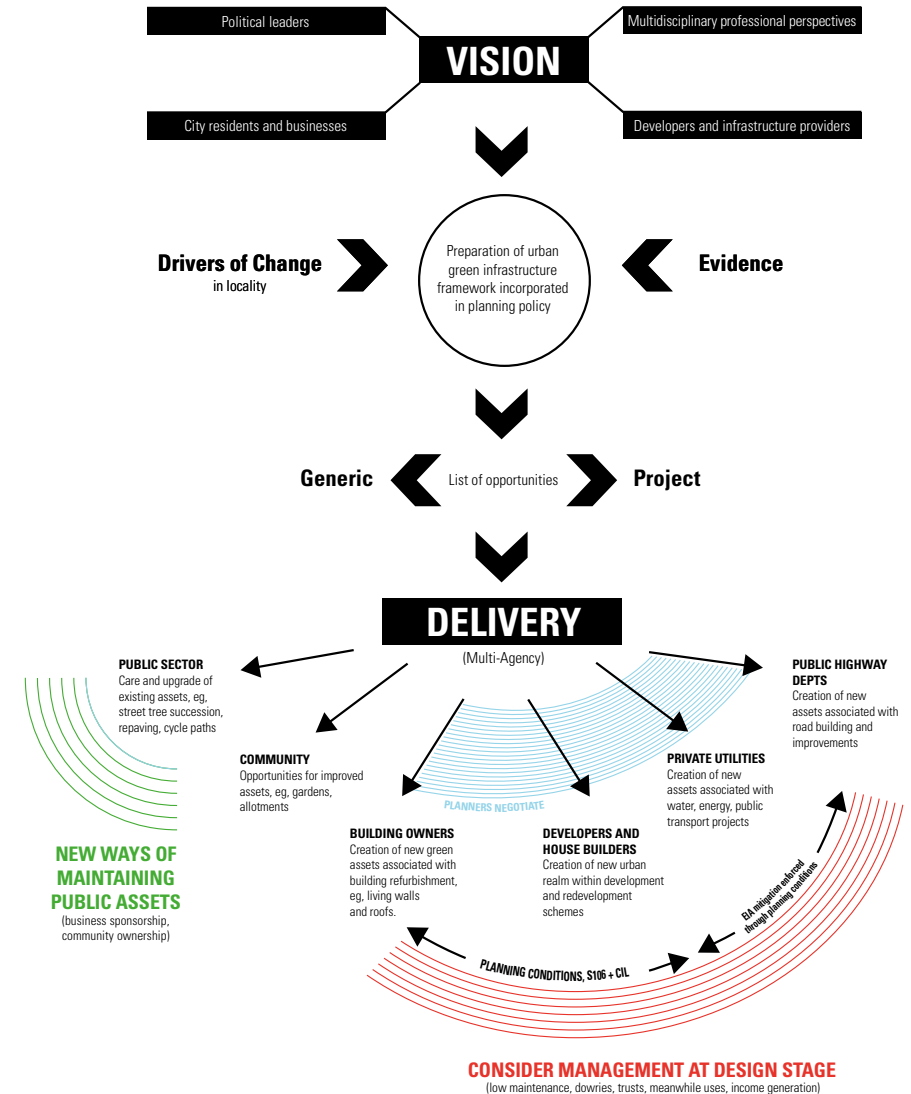 Political leaders
Multidisciplinary professional perspectives
VISION
City residents and businesses
Developers and infrastructure providers
Drivers of Change
in locality
Preparation of urban
green infrastructure
framework incorporated
in planning policy
Evidence
Generic
List of opportunities
Project
DELIVERY
(Multi-Agency)
PUBLIC SECTOR
Care and upgrade of
existing assets, eg,
street tree succession,
repaving, cycle paths
COMMUNITY
Opportunities for improved
assets, eg, gardens,
allotments
PLANNERS NEGOTIATE
BUILDING OWNERS
Creation of new green
assets associated with
building refurbishment,
eg, living walls
and roofs.
DEVELOPERS AND
HOUSE BUILDERS
Creation of new urban
realm within development
and redevelopment
schemes
PRIVATE UTILITIES
Creation of new
assets associated with
water, energy, public
transport projects
PUBLIC HIGHWAY
DEPTS
Creation of new
assets associated with
road building and
improvements
NEW WAYS OF
MAINTAINING
PUBLIC ASSETS
(business sponsorship,
community ownership)
PLANNING CONDITIONS, S106 + CIL
EIA mitigation enforced
through planning conditions
CONSIDER MANAGEMENT AT DESIGN STAGE
(low maintenance, dowries, trusts, meanwhile uses, income generation)